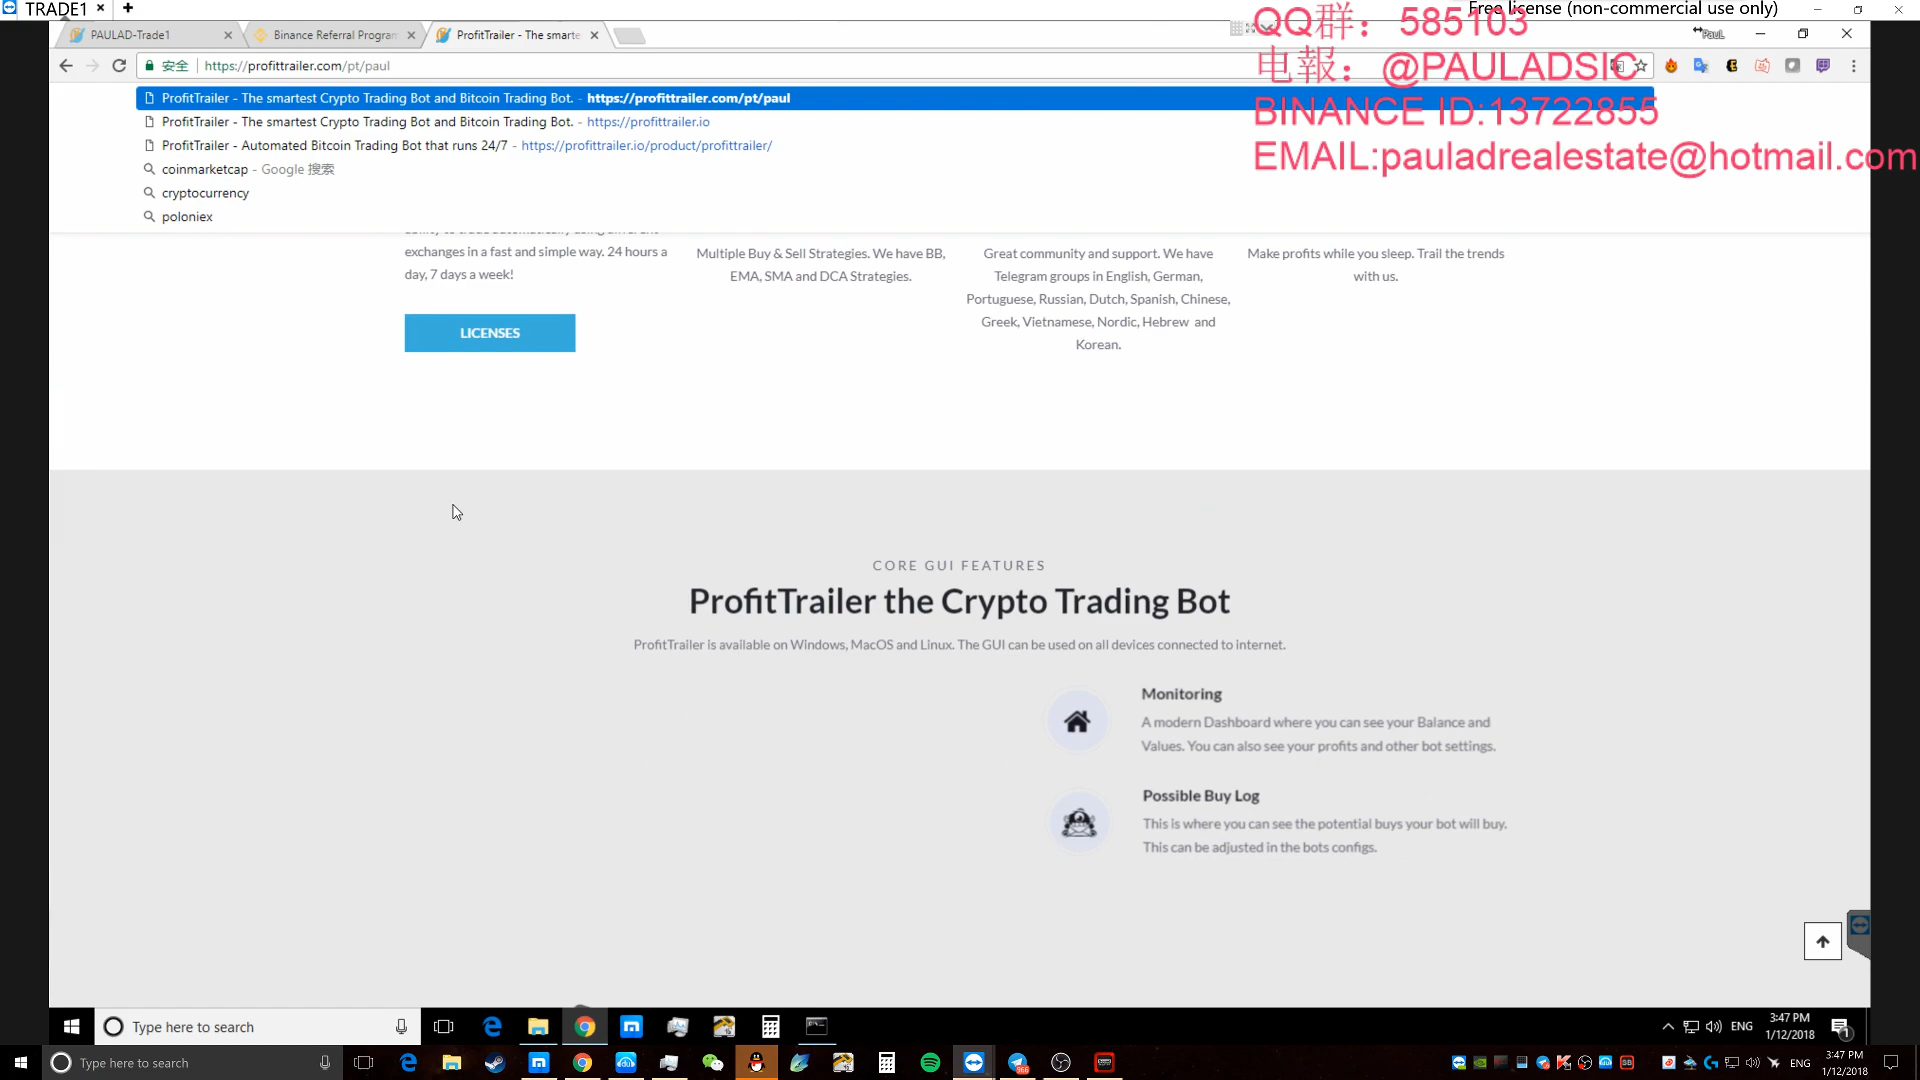 TRADE1
Free license (non-commercial use only)
QQ群：585103
电報：@PAULADSIC
BINANCE ID:13722855
EMAIL:pauladrealestate@hotmail.com
PAULAD-Trade1
Binance Referral Program
ProfitTrailer - The smarte
PauL
安全
https://profittrailer.com/pt/paul
ProfitTrailer - The smartest Crypto Trading Bot and Bitcoin Trading Bot. - https://profittrailer.com/pt/paul
ProfitTrailer - The smartest Crypto Trading Bot and Bitcoin Trading Bot. - https://profittrailer.io
ProfitTrailer - Automated Bitcoin Trading Bot that runs 24/7 - https://profittrailer.io/product/profittrailer/
coinmarketcap - Google 搜索
cryptocurrency
poloniex
exchanges in a fast and simple way. 24 hours a
day, 7 days a week!
LICENSES
Multiple Buy & Sell Strategies. We have BB,
EMA, SMA and DCA Strategies.
Great community and support. We have
Telegram groups in English, German,
Portuguese, Russian, Dutch, Spanish, Chinese,
Greek, Vietnamese, Nordic, Hebrew and
Korean.
Make profits while you sleep. Trail the trends
with us.
CORE GUI FEATURES
ProfitTrailer the Crypto Trading Bot
ProfitTrailer is available on Windows, MacOS and Linux. The GUI can be used on all devices connected to internet.
Monitoring
A modern Dashboard where you can see your Balance and
Values. You can also see your profits and other bot settings.
Possible Buy Log
This is where you can see the potential buys your bot will buy.
This can be adjusted in the bots configs.
Type here to search
ENG
3:47 PM
1/12/2018
1
Type here to search
966
ENG
3:47 PM
1/12/2018